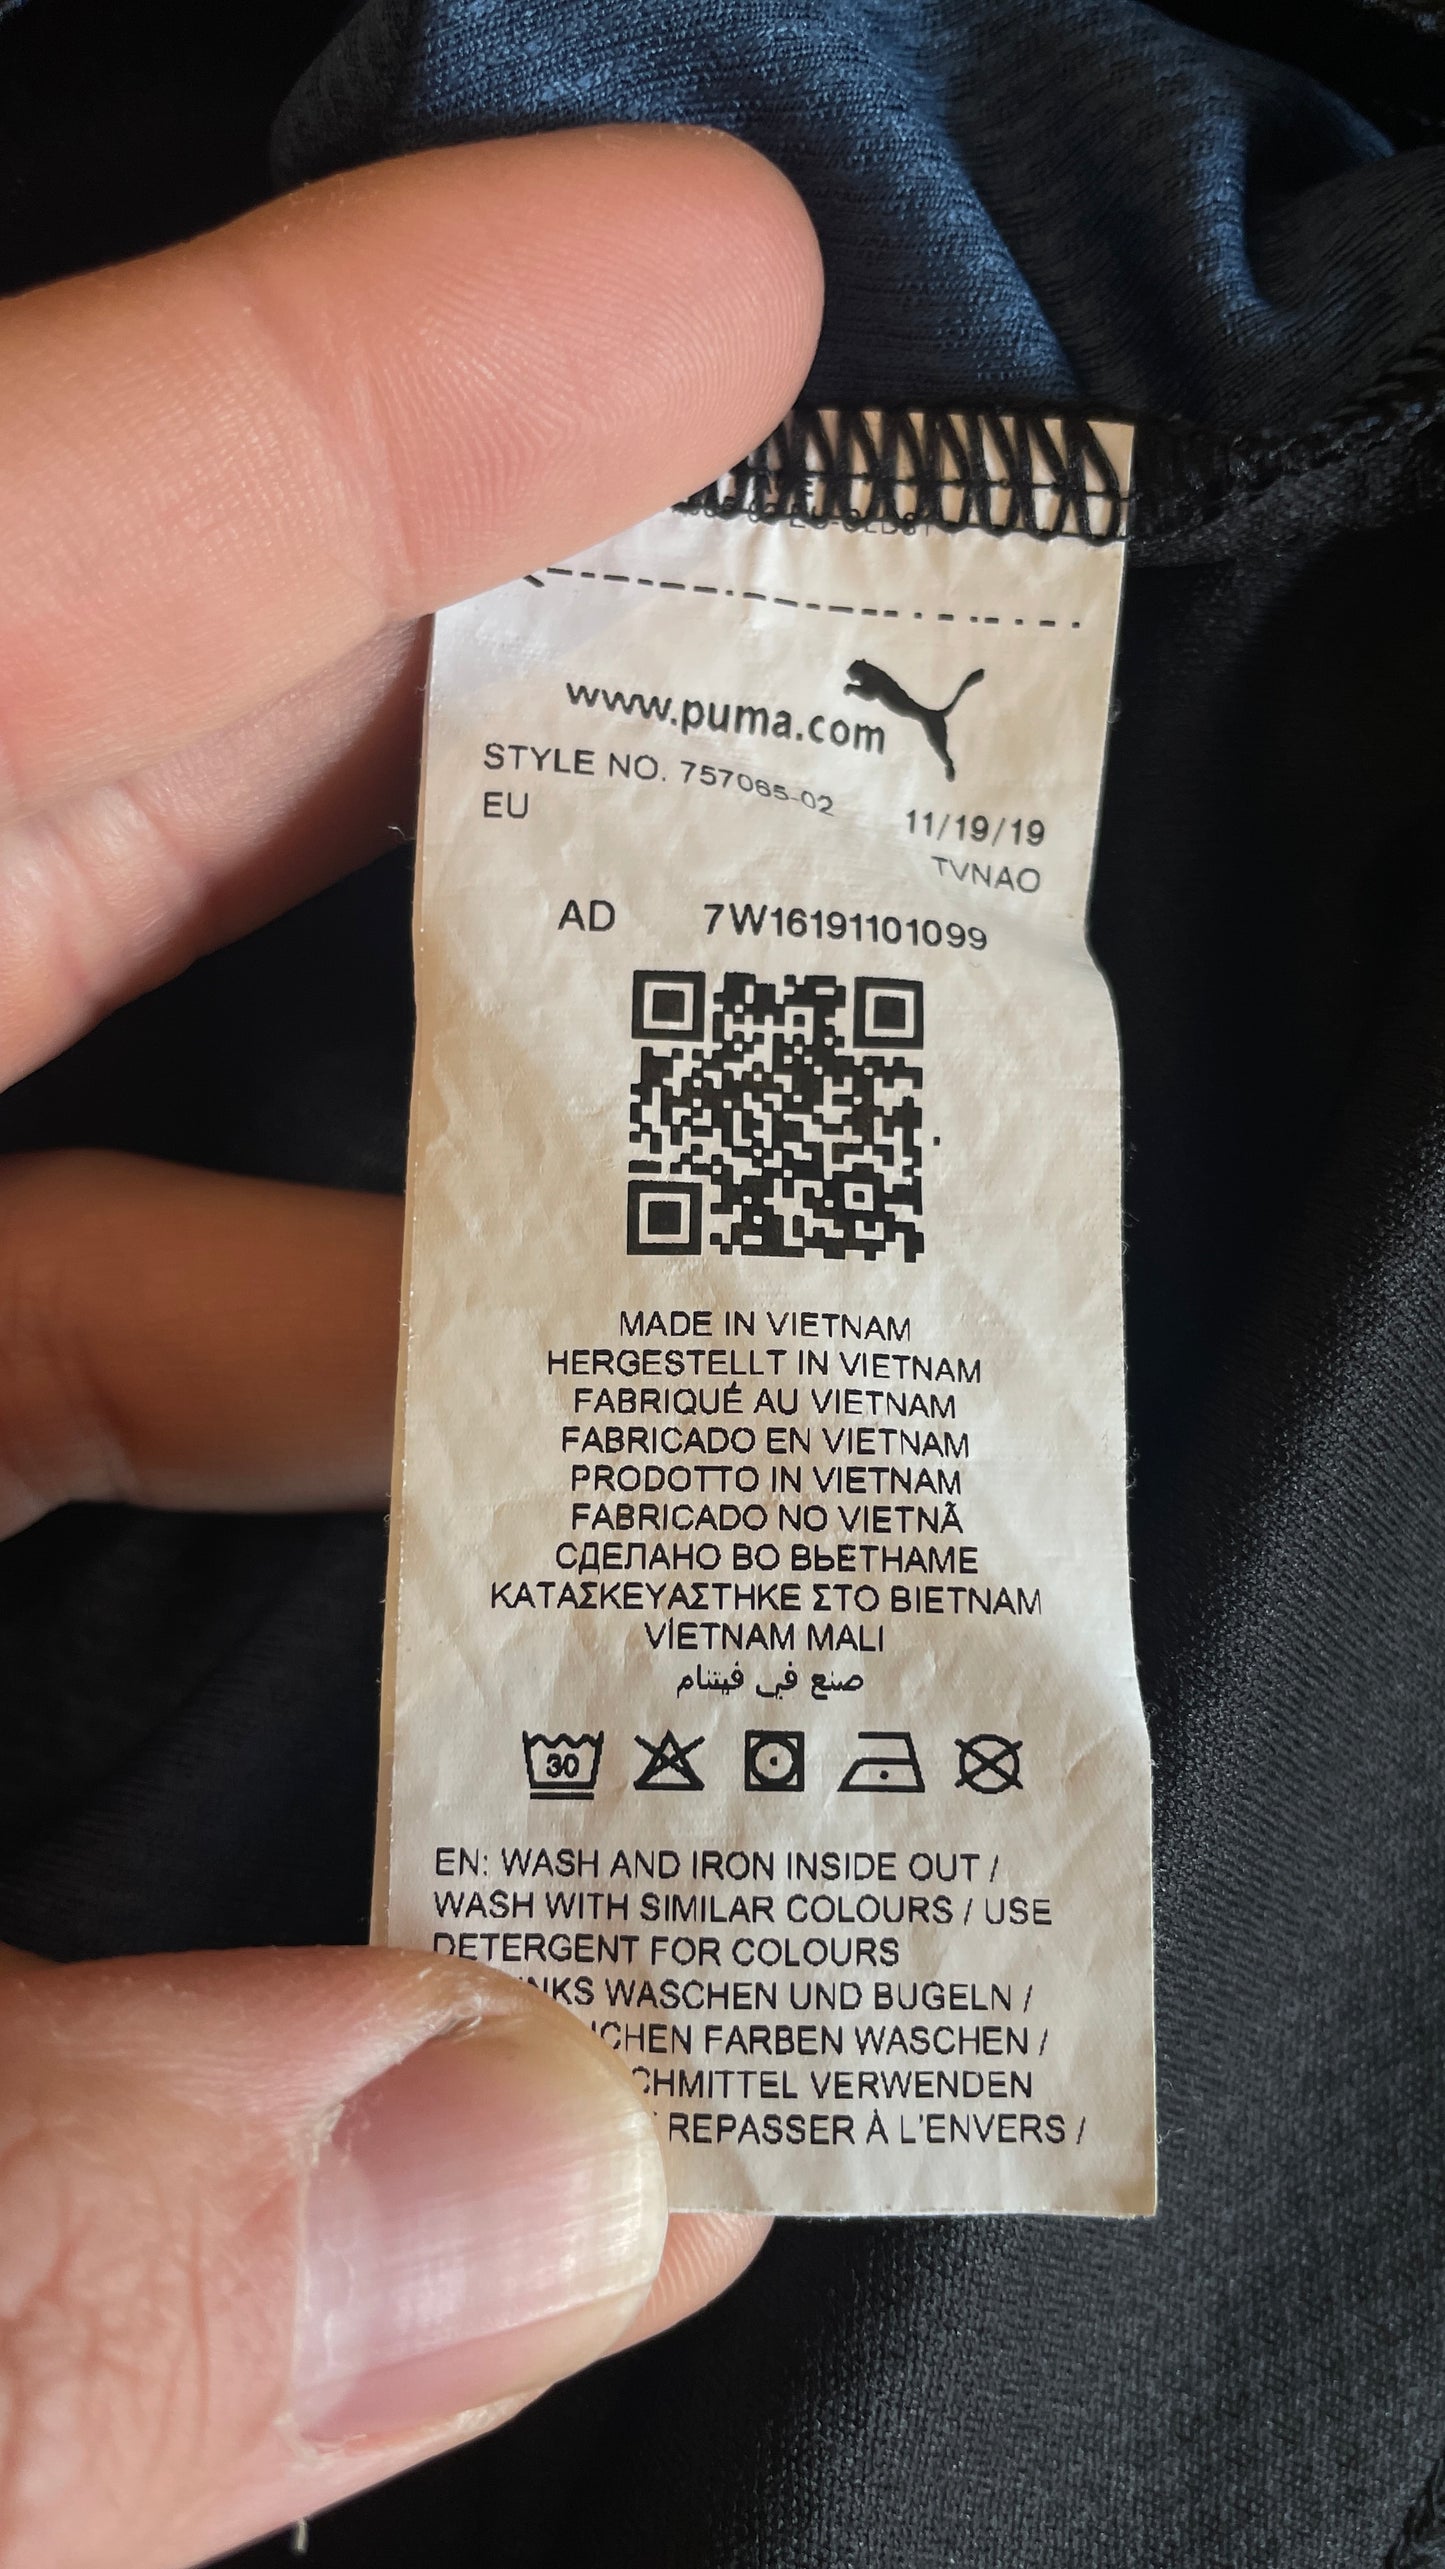 www.puma.com
STYLE NO. 757085-02
EU
11/19/19
TVNAO
AD 7W16191101099
MADE IN VIETNAM
HERGESTELLT IN VIETNAM
FABRIQUÉ AU VIETNAM
FABRICADO EN VIETNAM
PRODOTTO IN VIETNAM
FABRICADO NO VIETNÃ
СДЕЛАНО ВО ВЬЕТНАМЕ
ΚΑΤΑΣΚΕΥΑΣΤΗΚΕ ΣΤΟ ΒΙΕΤΝΑΜ
VİETNAM MALI
صنع في فيتنام
30
EN: WASH AND IRON INSIDE OUT /
WASH WITH SIMILAR COLOURS / USE
DETERGENT FOR COLOURS
WASCHEN UND BUGELN /
FARBEN WASCHEN /
VERWENDEN
REPASSER À L'ENVERS /